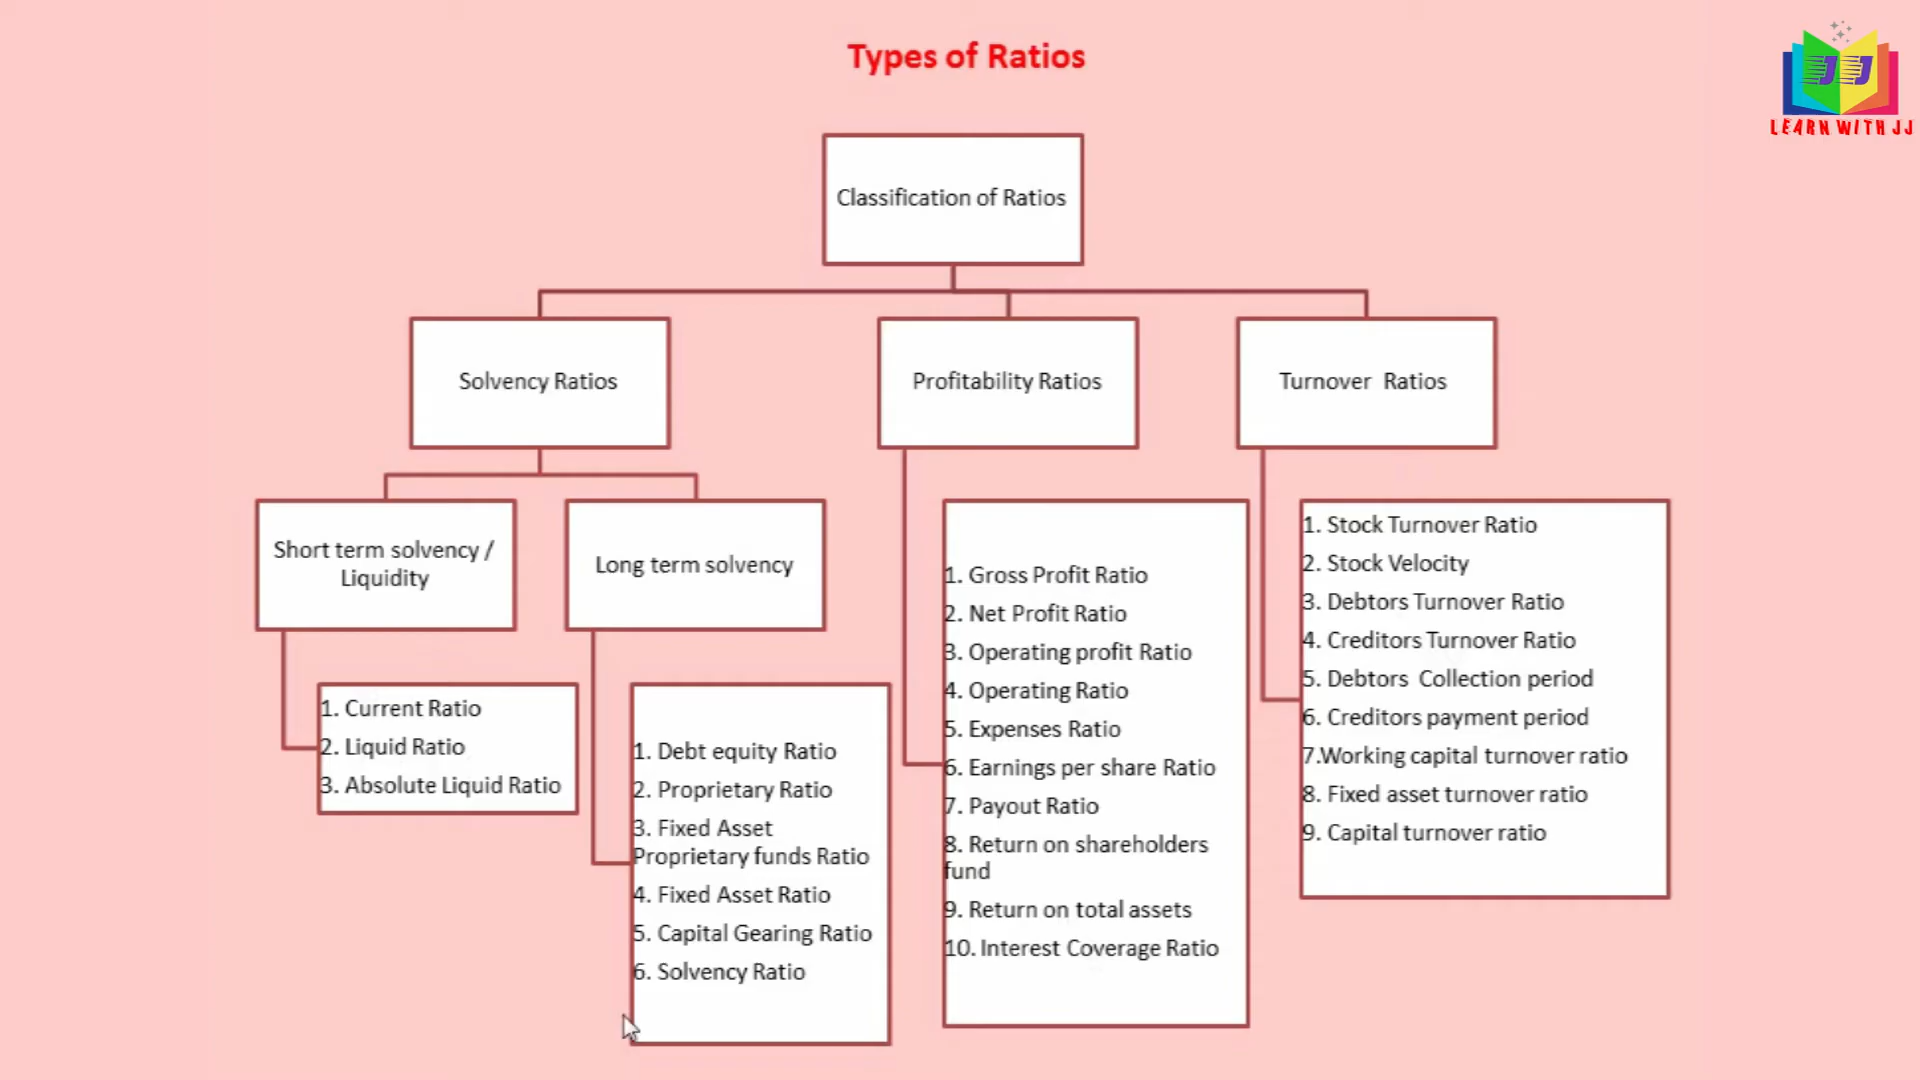 Types of Ratios
JJ
LEARN WITH JJ
Classification of Ratios
Solvency Ratios
Profitability Ratios
Turnover Ratios
Short term solvency /
Liquidity
Long term solvency
1. Current Ratio
2. Liquid Ratio
3. Absolute Liquid Ratio
1. Debt equity Ratio
2. Proprietary Ratio
3. Fixed Asset
Proprietary funds Ratio
4. Fixed Asset Ratio
5. Capital Gearing Ratio
6. Solvency Ratio
1. Gross Profit Ratio
2. Net Profit Ratio
3. Operating profit Ratio
4. Operating Ratio
5. Expenses Ratio
6. Earnings per share Ratio
7. Payout Ratio
8. Return on shareholders
fund
9. Return on total assets
10. Interest Coverage Ratio
1. Stock Turnover Ratio
2. Stock Velocity
3. Debtors Turnover Ratio
4. Creditors Turnover Ratio
5. Debtors Collection period
6. Creditors payment period
7.Working capital turnover ratio
8. Fixed asset turnover ratio
9. Capital turnover ratio